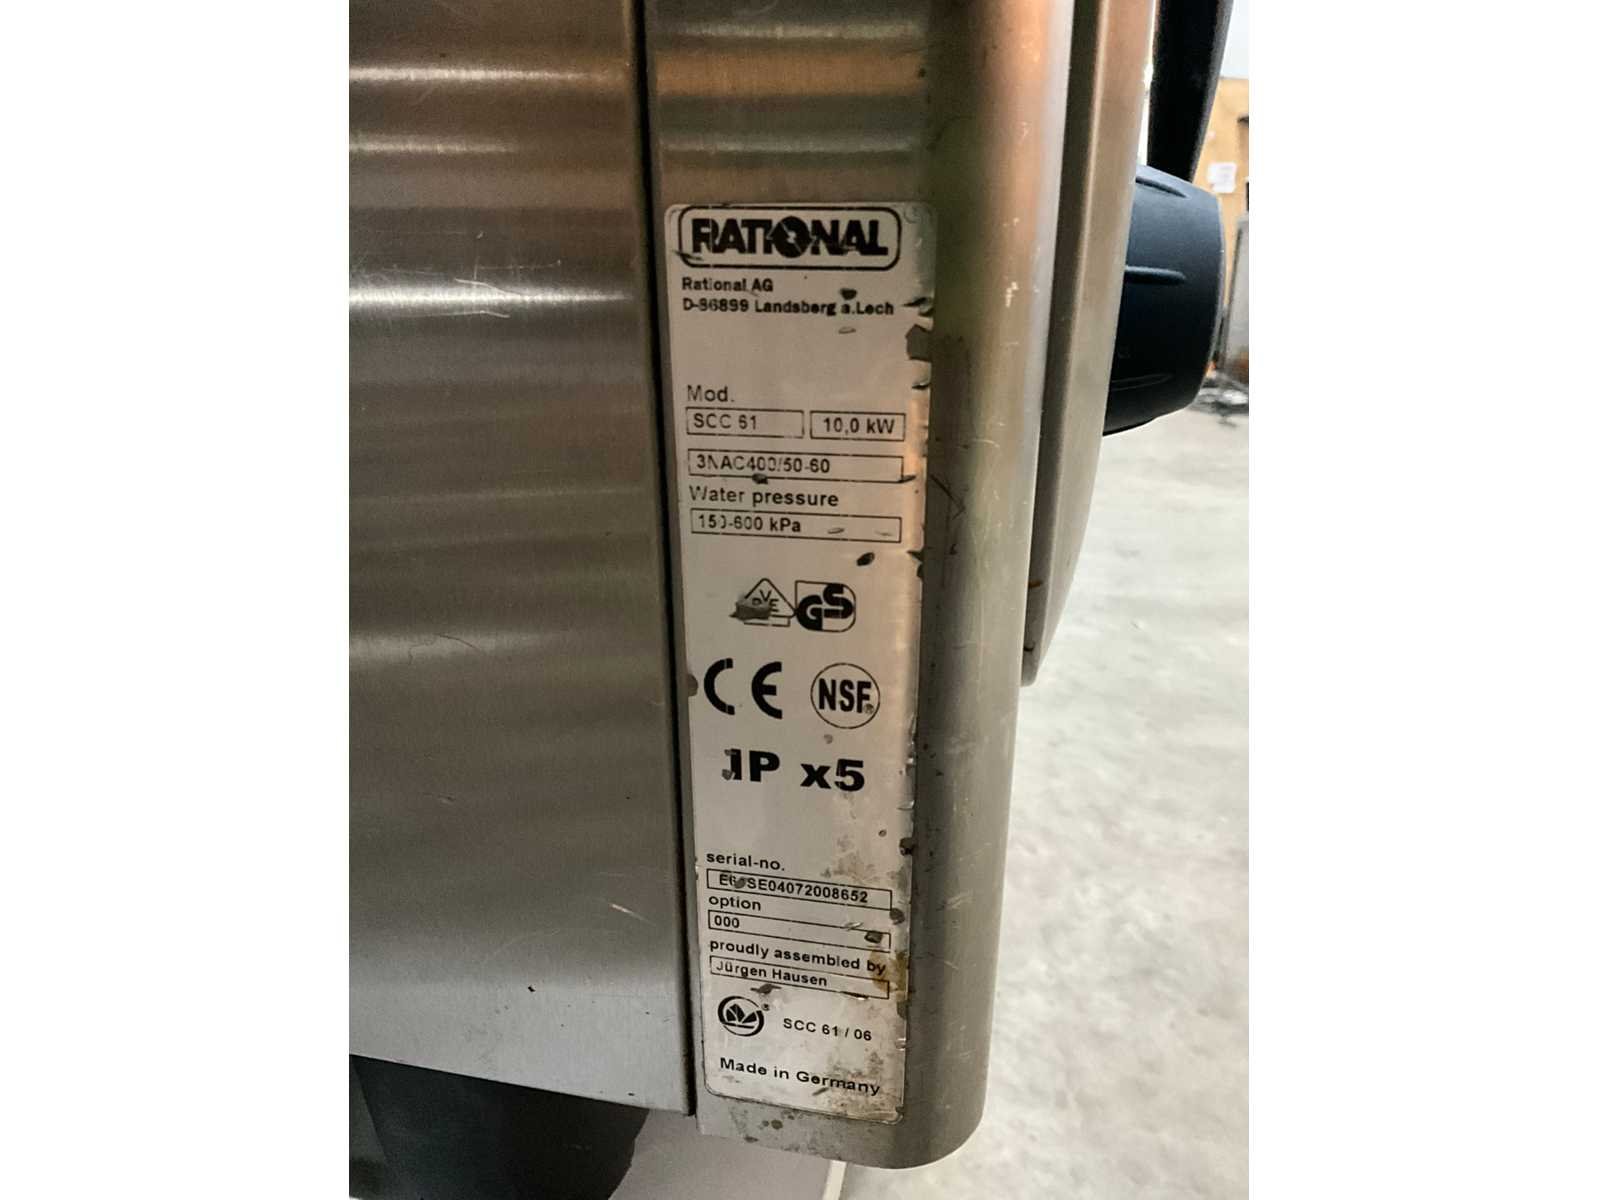 RATIONAL
Rational AG
D-86899 Landsberg a.Lech
Mod.
SCC 61 10,0 kW
3NAC400/50-60
Water pressure
150-600 kPa
VDE GS
CE NSF®
IP x5
serial-no.
option
000
proudly assembled by
Jürgen Hausen
® SCC 61 / 06
Made in Germany